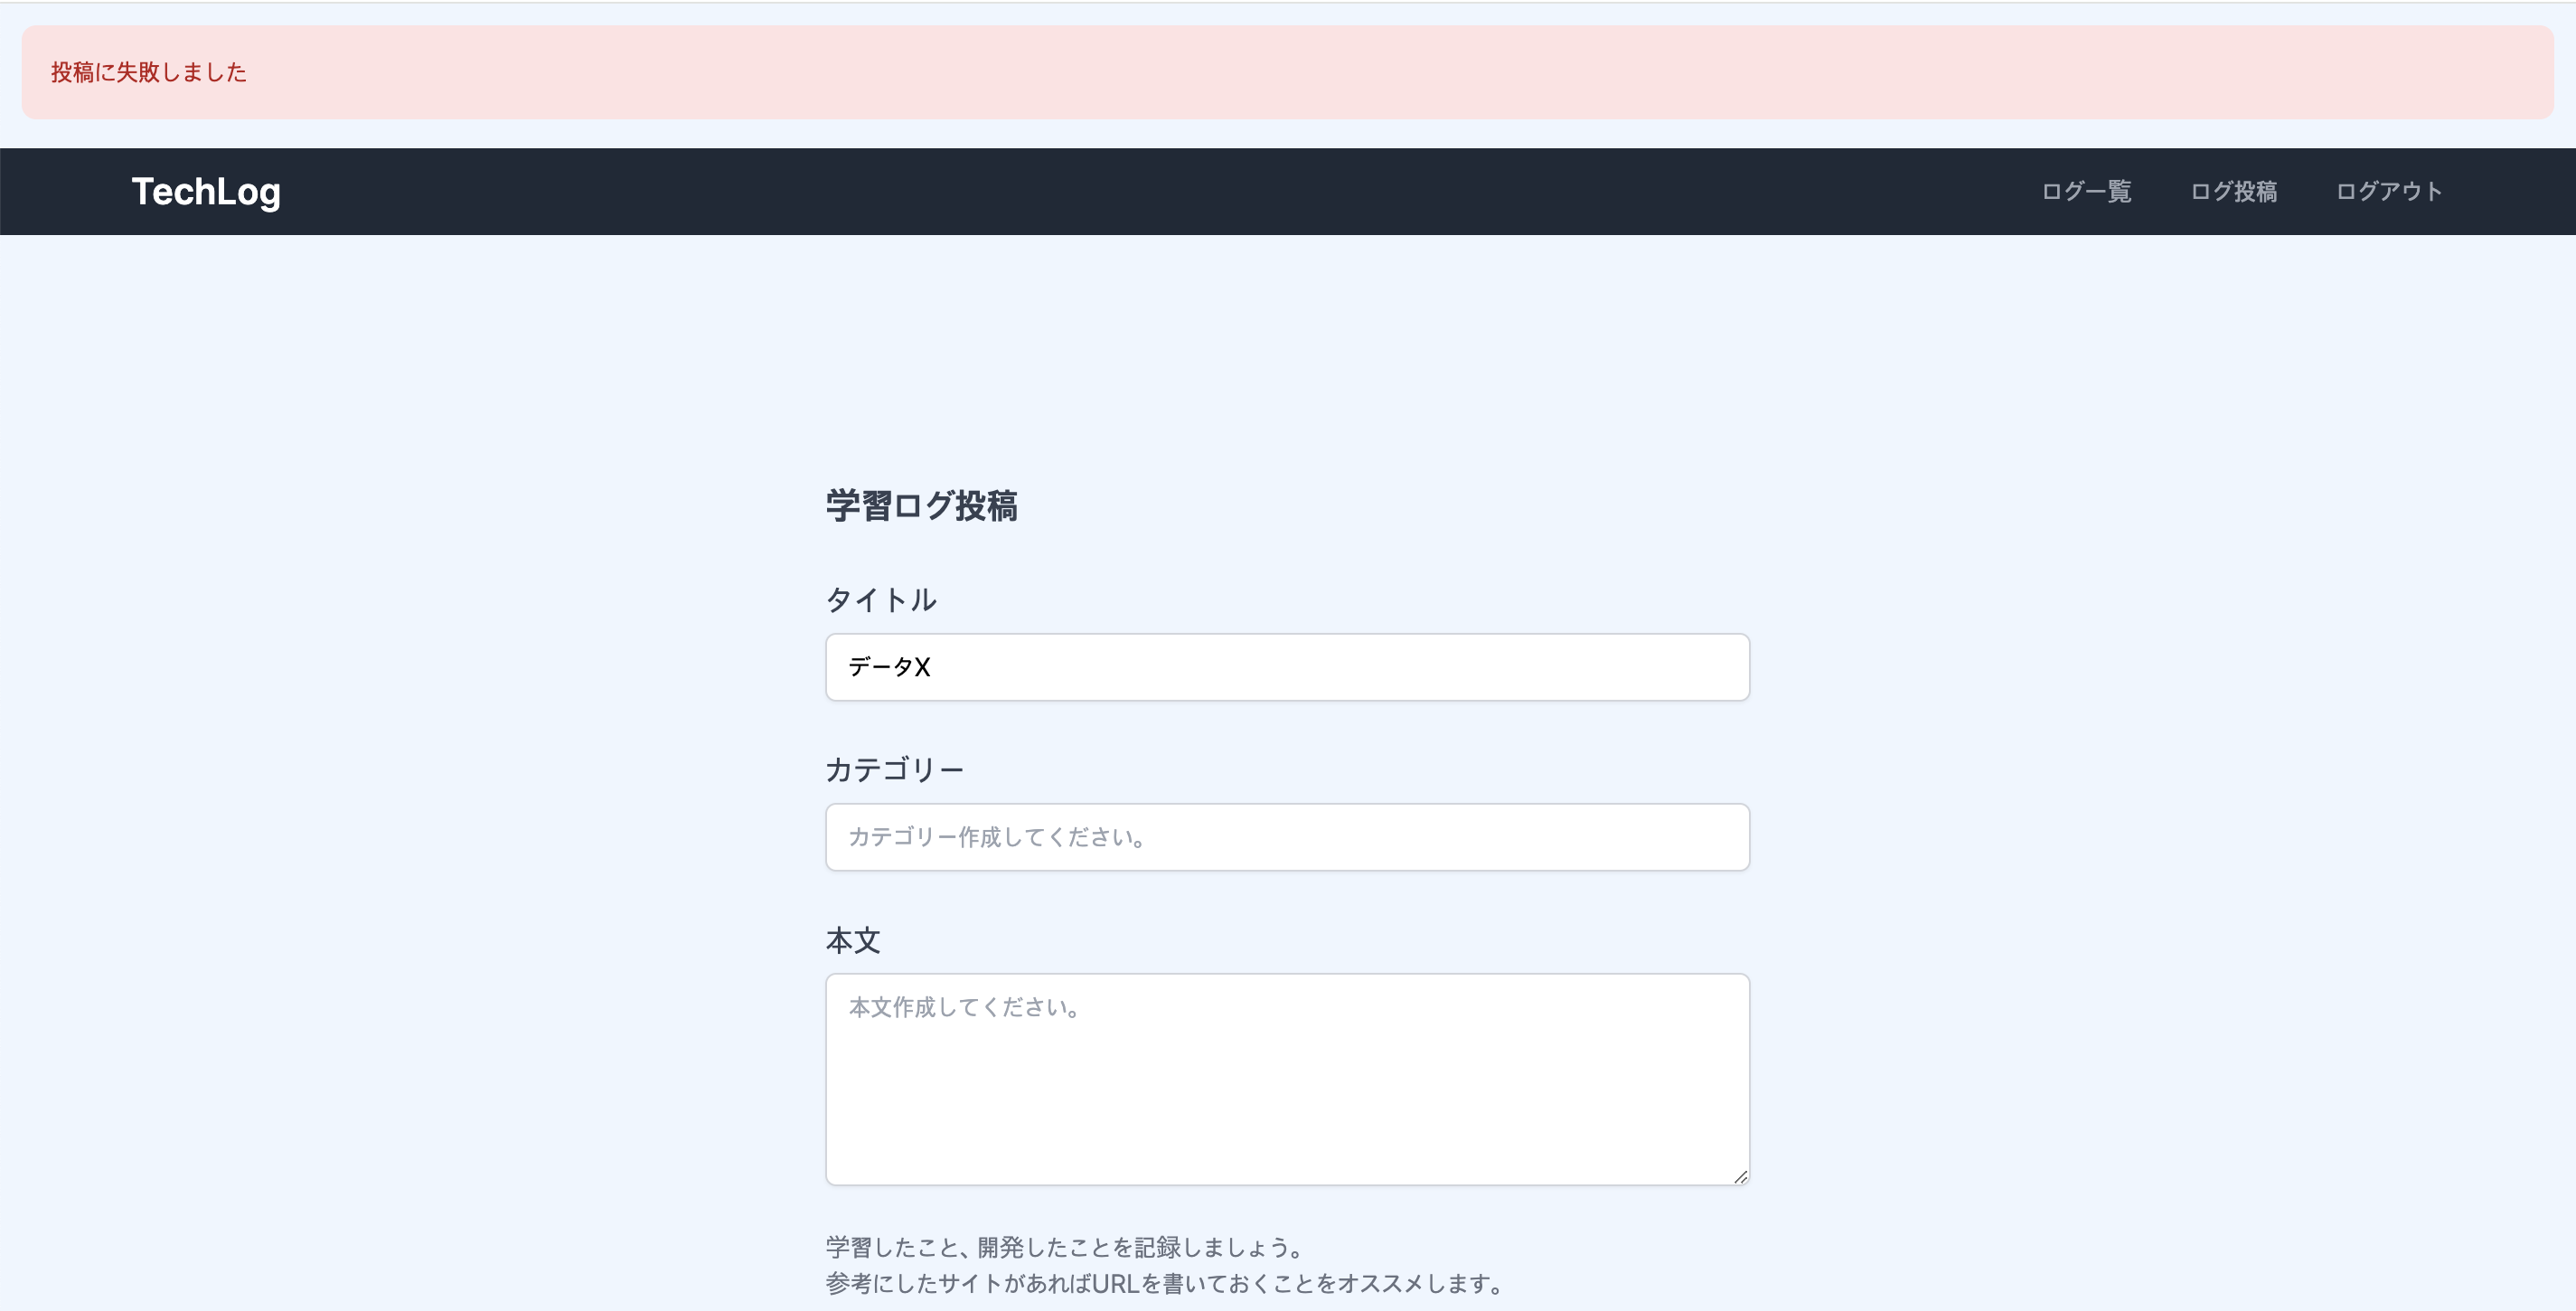 投稿に失敗しました
TechLog
ログ一覧 ログ投稿 ログアウト
学習ログ投稿
タイトル
データX
カテゴリー
カテゴリー作成してください。
本文
本文作成してください。
学習したこと、開発したことを記録しましょう。
参考にしたサイトがあればURLを書いておくことをオススメします。